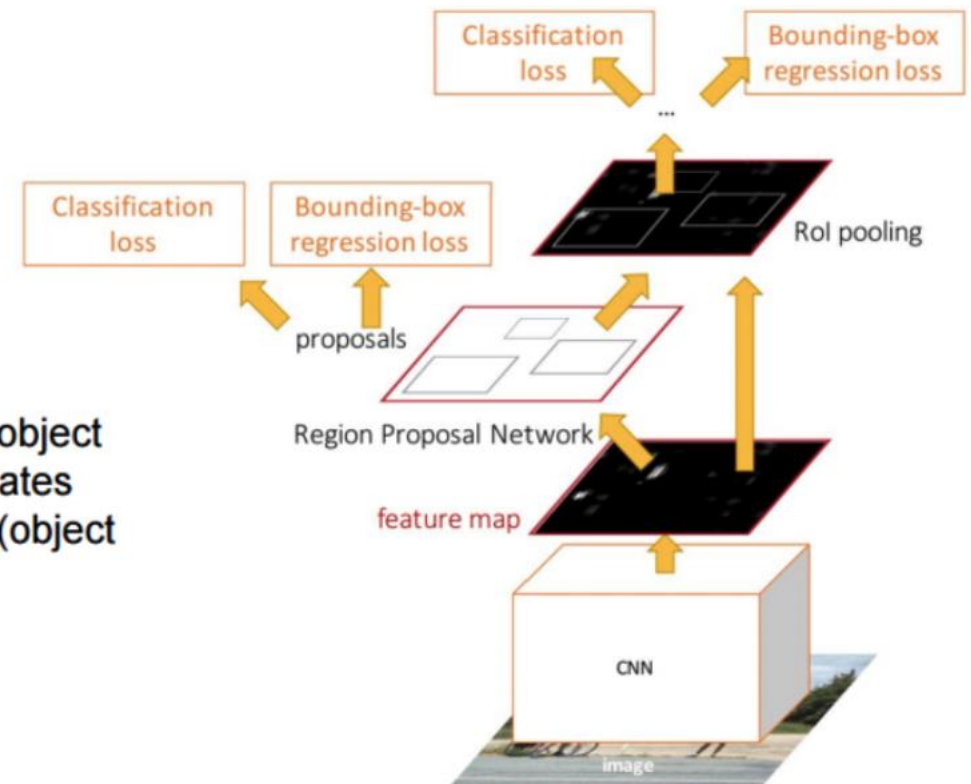 Classification
loss
Bounding-box
regression loss
...
Classification
loss
Bounding-box
regression loss
RoI pooling
proposals
object
ates
(object
Region Proposal Network
feature map
CNN
image